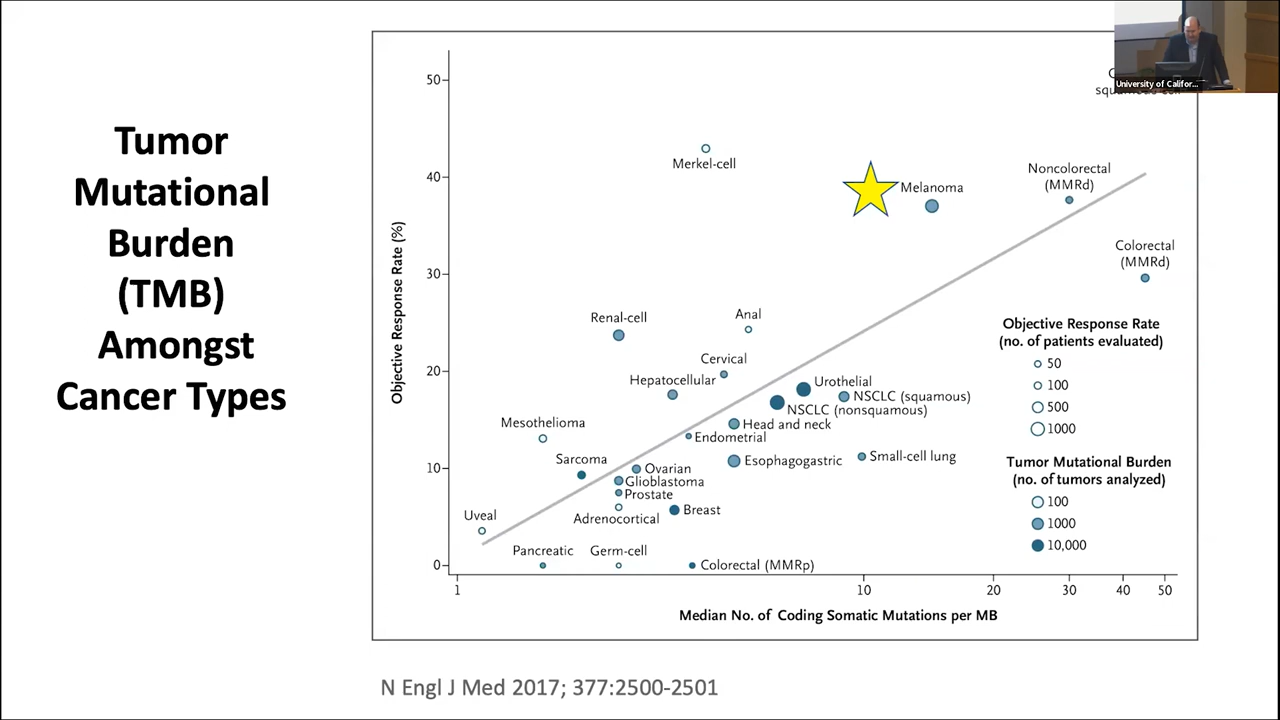 Tumor
Mutational
Burden
(TMB)
Amongst
Cancer Types
University of Califor...
50
40
30
20
10
0
Objective Response Rate (%)
Merkel-cell
Melanoma
Noncolorectal
(MMRd)
Colorectal
(MMRd)
Renal-cell
Anal
Cervical
Hepatocellular
Urothelial
NSCLC (squamous)
NSCLC (nonsquamous)
Mesothelioma
Head and neck
Endometrial
Sarcoma
Esophagogastric
Small-cell lung
Ovarian
Glioblastoma
Prostate
Adrenocortical
Breast
Uveal
Pancreatic
Germ-cell
Colorectal (MMRp)
Objective Response Rate
(no. of patients evaluated)
50
100
500
1000
Tumor Mutational Burden
(no. of tumors analyzed)
100
1000
10,000
1
10
20
30
40
50
Median No. of Coding Somatic Mutations per MB
N Engl J Med 2017; 377:2500-2501